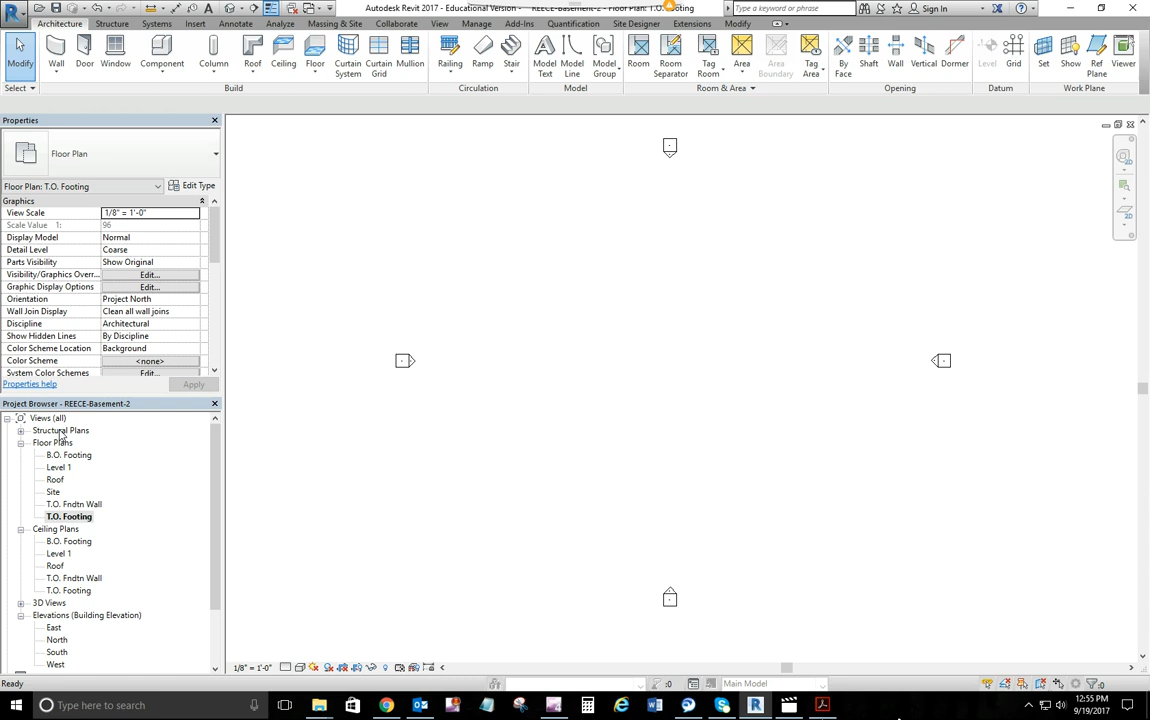 Autodesk Revit 2017 - Educational Version - REECE-Basement-2 - Floor Plan: T.O. Footing
Type a keyword or phrase
Sign In
Architecture Structure Systems Insert Annotate Analyze Massing & Site Collaborate View Manage Add-Ins Quantification Site Designer Extensions Modify
Modify Wall Door Window Component Column Roof Ceiling Floor Curtain System Curtain Grid Mullion Railing Ramp Stair Model Text Model Line Model Group Room Room Separator Tag Room Area Area Boundary Tag Area By Face Shaft Wall Vertical Dormer Level Grid Set Show Ref Plane Viewer
Select Build Circulation Model Room & Area Opening Datum Work Plane
Properties
Floor Plan
Floor Plan: T.O. Footing Edit Type
Graphics
View Scale 1/8" = 1'-0"
Scale Value 1: 96
Display Model Normal
Detail Level Coarse
Parts Visibility Show Original
Visibility/Graphics Overr... Edit...
Graphic Display Options Edit...
Orientation Project North
Wall Join Display Clean all wall joins
Discipline Architectural
Show Hidden Lines By Discipline
Color Scheme Location Background
Color Scheme <none>
System Color Schemes Edit...
Properties help Apply
Project Browser - REECE-Basement-2
Views (all)
Structural Plans
Floor Plans
B.O. Footing
Level 1
Roof
Site
T.O. Fndtn Wall
T.O. Footing
Ceiling Plans
B.O. Footing
Level 1
Roof
T.O. Fndtn Wall
T.O. Footing
3D Views
Elevations (Building Elevation)
East
North
South
West
1/8" = 1'-0"
Ready :0 Main Model :0
Type here to search
12:55 PM
9/19/2017